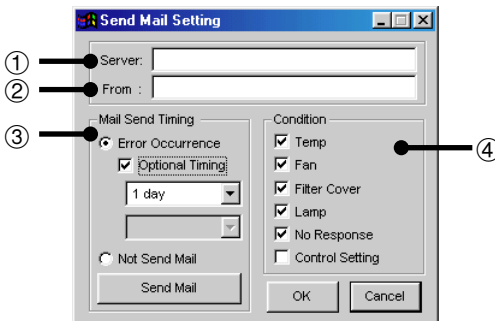 Send Mail Setting
① Server:
② From :
③ Mail Send Timing
Error Occurrence
Optional Timing
1 day
Not Send Mail
Send Mail
Condition
④
Temp
Fan
Filter Cover
Lamp
No Response
Control Setting
OK
Cancel